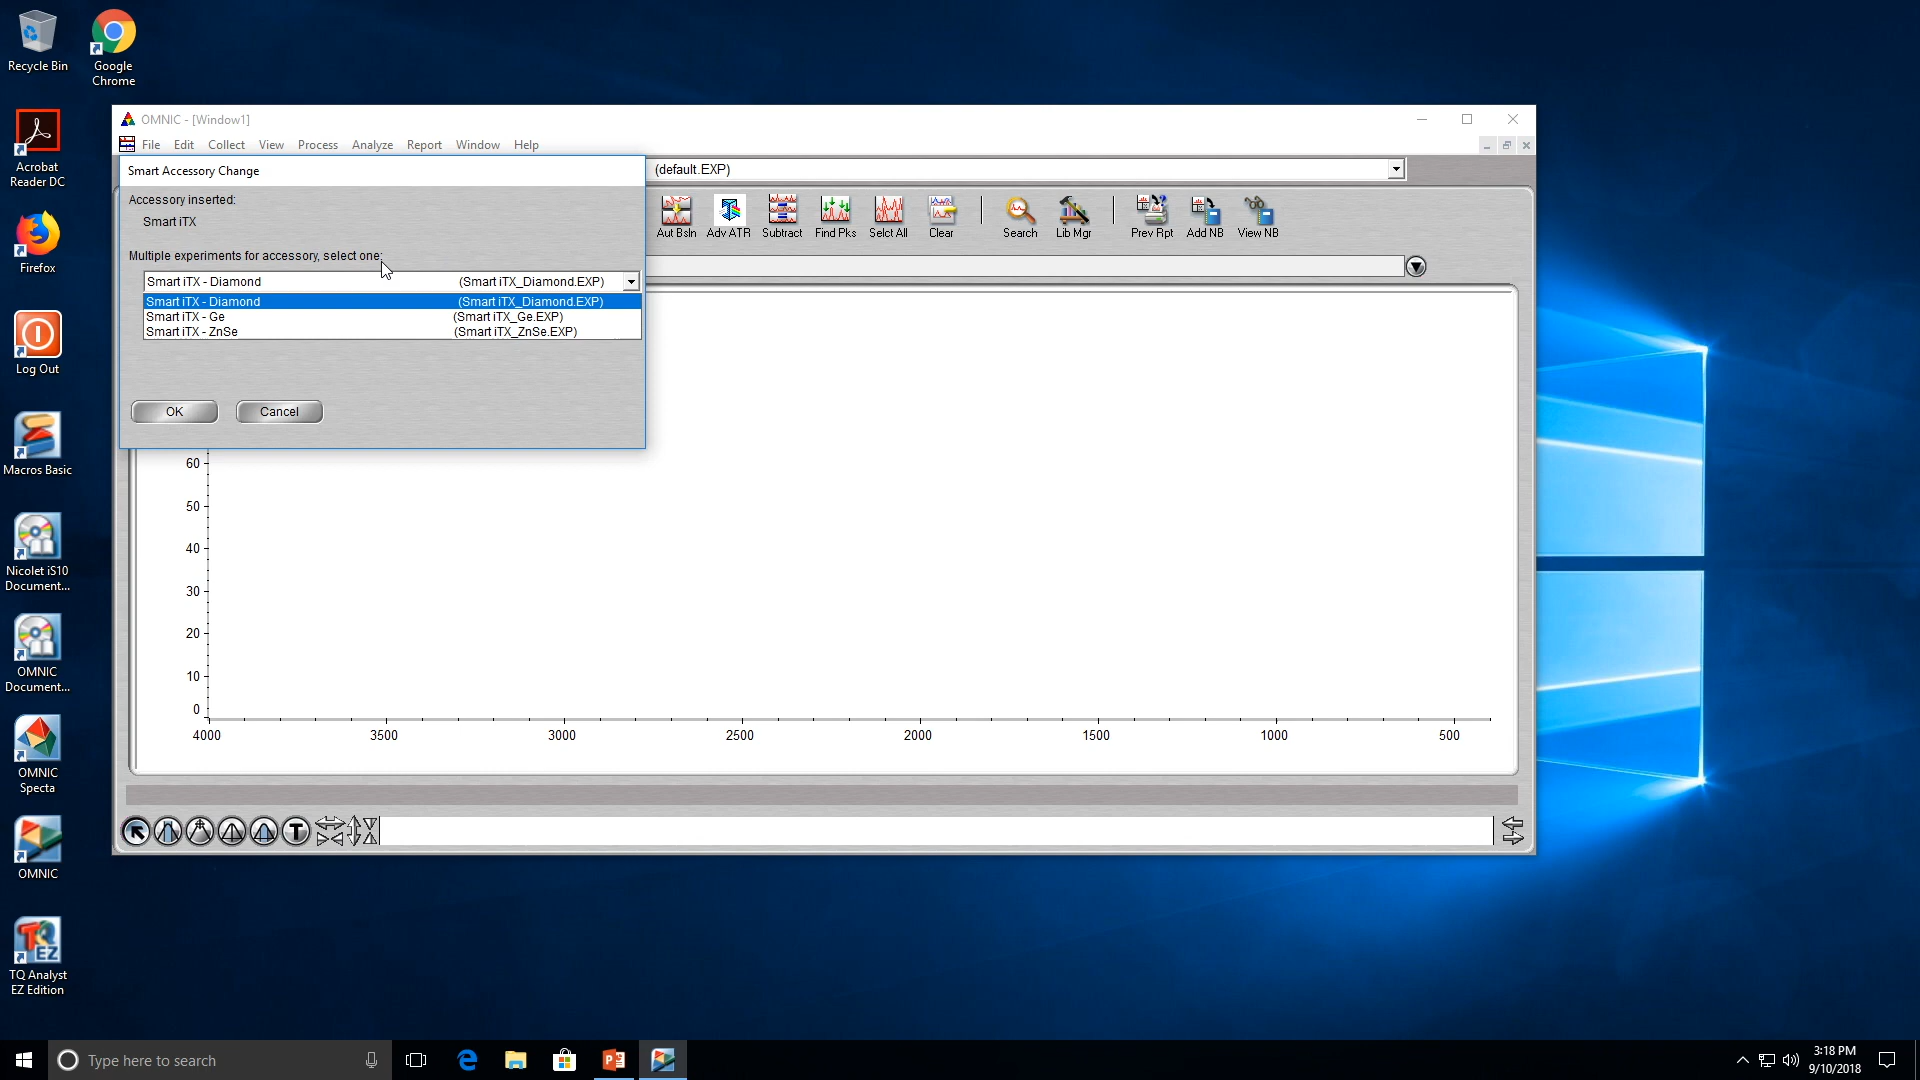 Recycle Bin
Google
Chrome
Acrobat
Reader DC
Firefox
Log Out
Macros Basic
Nicolet iS10
Document...
OMNIC
Document...
OMNIC
Specta
OMNIC
TQ Analyst
EZ Edition
OMNIC - [Window1]
File Edit Collect View Process Analyze Report Window Help
Smart Accessory Change
(default.EXP)
Accessory inserted:
Smart iTX
Multiple experiments for accessory, select one:
Smart iTX - Diamond (Smart iTX_Diamond.EXP)
Smart iTX - Diamond (Smart iTX_Diamond.EXP)
Smart iTX - Ge (Smart iTX_Ge.EXP)
Smart iTX - ZnSe (Smart iTX_ZnSe.EXP)
OK Cancel
Aut Bsln Adv ATR Subtract Find Pks Selct All Clear Search Lib Mgr Prev Rpt Add NB View NB
60
50
40
30
20
10
0
4000 3500 3000 2500 2000 1500 1000 500
T
TQ
EZ
Type here to search
3:18 PM
9/10/2018